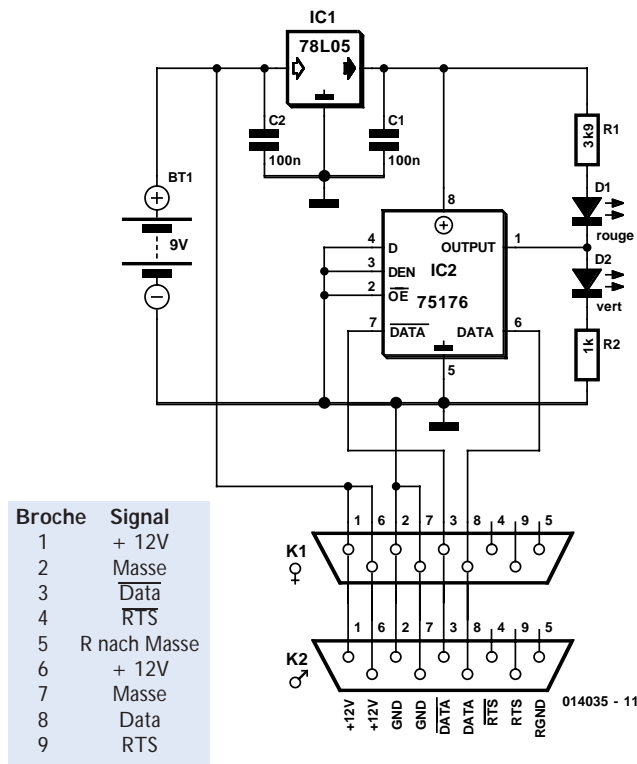 IC1
78L05
C2
100n
C1
100n
R1
3k9
D1
rouge
D2
vert
R2
1k
BT1
9V
8
4 D OUTPUT 1
3 DEN IC2
2 OE 75176
7 DATA DATA 6
5
1 6 2 7 3 8 4 9 5
K1
1 6 2 7 3 8 4 9 5
K2
+12V +12V GND GND DATA DATA RTS RTS RGND
014035 - 11
Broche Signal
1 + 12V
2 Masse
3 Data
4 RTS
5 R nach Masse
6 + 12V
7 Masse
8 Data
9 RTS